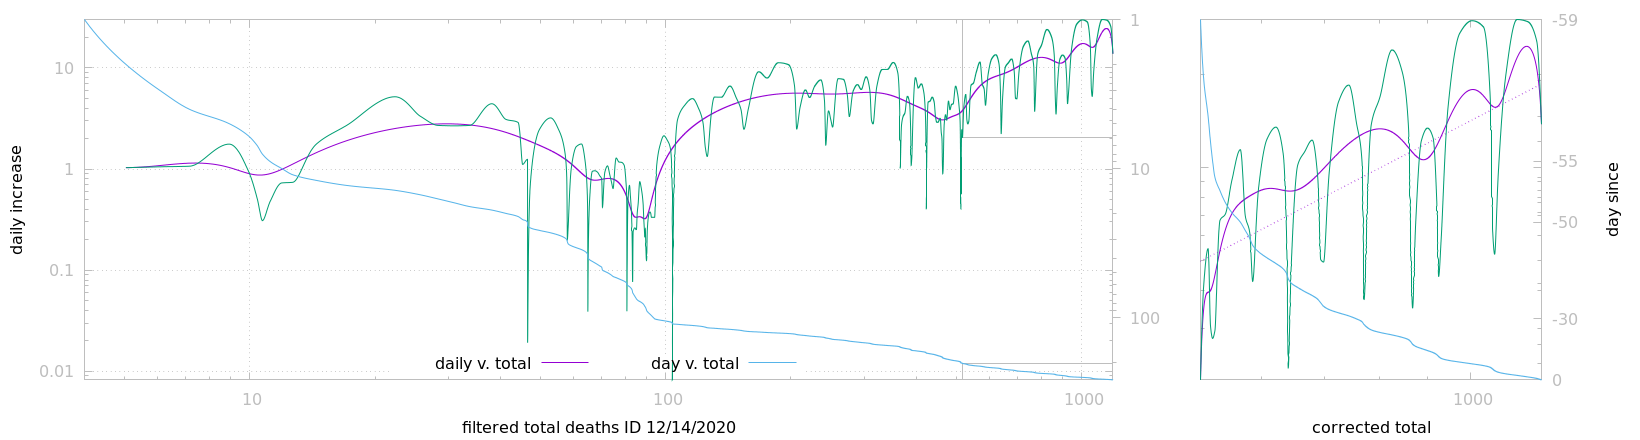 daily increase
10
1
0.1
0.01
10
100
1000
1
10
100
daily v. total
day v. total
filtered total deaths ID 12/14/2020
-59
-55
-50
-30
0
day since
1000
corrected total